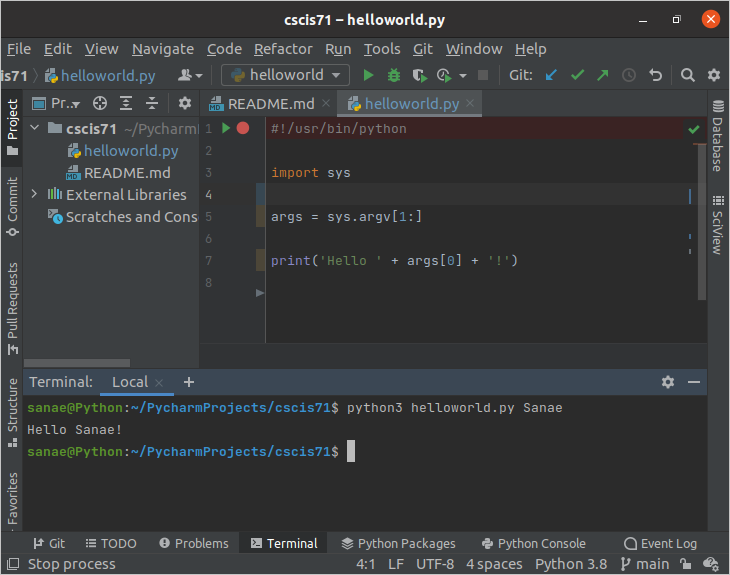 cscis71 – helloworld.py
File Edit View Navigate Code Refactor Run Tools Git Window Help
is71 helloworld.py helloworld Git:
Project
Commit
Pull Requests
Structure
Favorites
Pr..
cscis71 ~/Pycharm
helloworld.py
README.md
External Libraries
Scratches and Cons
README.md helloworld.py
1 #!/usr/bin/python
2
3 import sys
4
5 args = sys.argv[1:]
6
7 print('Hello ' + args[0] + '!')
8
Database
SciView
Terminal: Local +
sanae@Python:~/PycharmProjects/cscis71$ python3 helloworld.py Sanae
Hello Sanae!
sanae@Python:~/PycharmProjects/cscis71$
Git TODO Problems Terminal Python Packages Python Console Event Log
Stop process 4:1 LF UTF-8 4 spaces Python 3.8 main